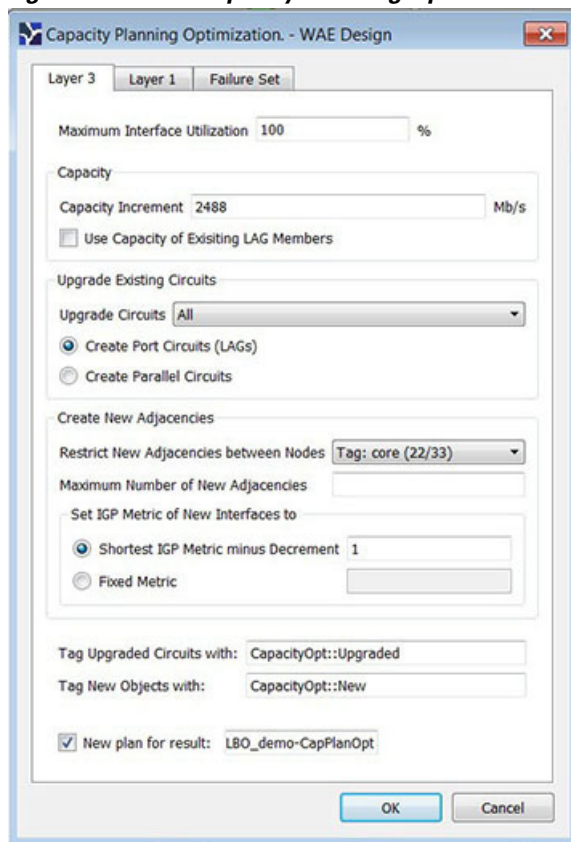 Capacity Planning Optimization. - WAE Design
Layer 3 Layer 1 Failure Set
Maximum Interface Utilization 100 %
Capacity
Capacity Increment 2488 Mb/s
Use Capacity of Exisiting LAG Members
Upgrade Existing Circuits
Upgrade Circuits All
Create Port Circuits (LAGs)
Create Parallel Circuits
Create New Adjacencies
Restrict New Adjacencies between Nodes Tag: core (22/33)
Maximum Number of New Adjacencies
Set IGP Metric of New Interfaces to
Shortest IGP Metric minus Decrement 1
Fixed Metric
Tag Upgraded Circuits with: CapacityOpt::Upgraded
Tag New Objects with: CapacityOpt::New
New plan for result: LBO_demo-CapPlanOpt
OK Cancel